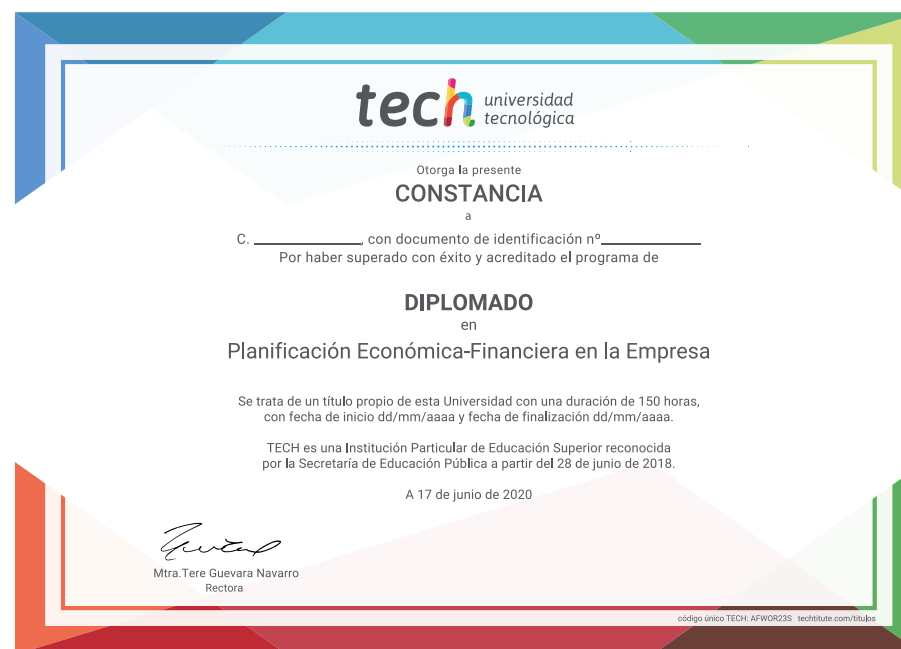 tech universidad
tecnológica
Otorga la presente
CONSTANCIA
a
C. ____________, con documento de identificación nº____________
Por haber superado con éxito y acreditado el programa de
DIPLOMADO
en
Planificación Económica-Financiera en la Empresa
Se trata de un título propio de esta Universidad con una duración de 150 horas,
con fecha de inicio dd/mm/aaaa y fecha de finalización dd/mm/aaaa.
TECH es una Institución Particular de Educación Superior reconocida
por la Secretaría de Educación Pública a partir del 28 de junio de 2018.
A 17 de junio de 2020
Mtra.Tere Guevara Navarro
Rectora
código único TECH: AFWOR23S techtitute.com/titulos